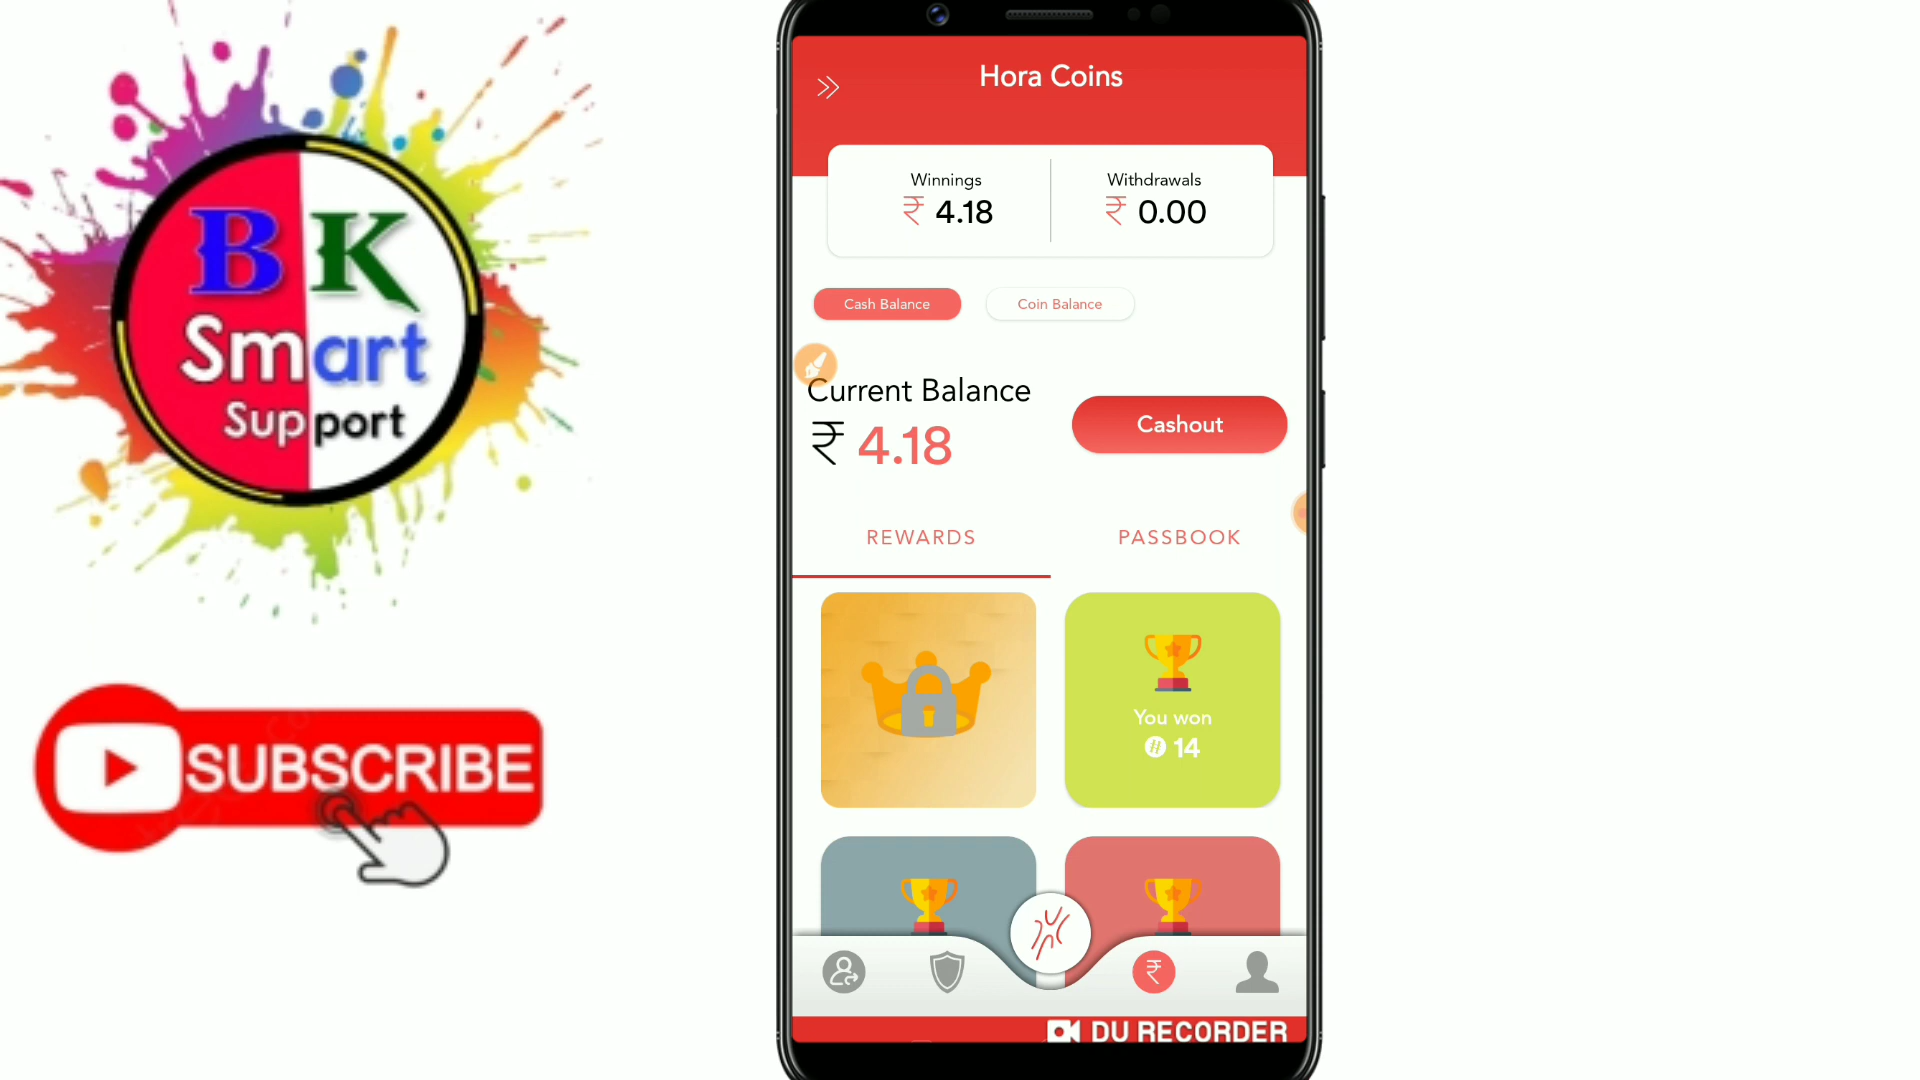 B K
Smart
Support
SUBSCRIBE
Hora Coins
Winnings
₹ 4.18
Withdrawals
₹ 0.00
Cash Balance
Coin Balance
Current Balance
₹ 4.18
Cashout
REWARDS
PASSBOOK
You won
14
DU RECORDER